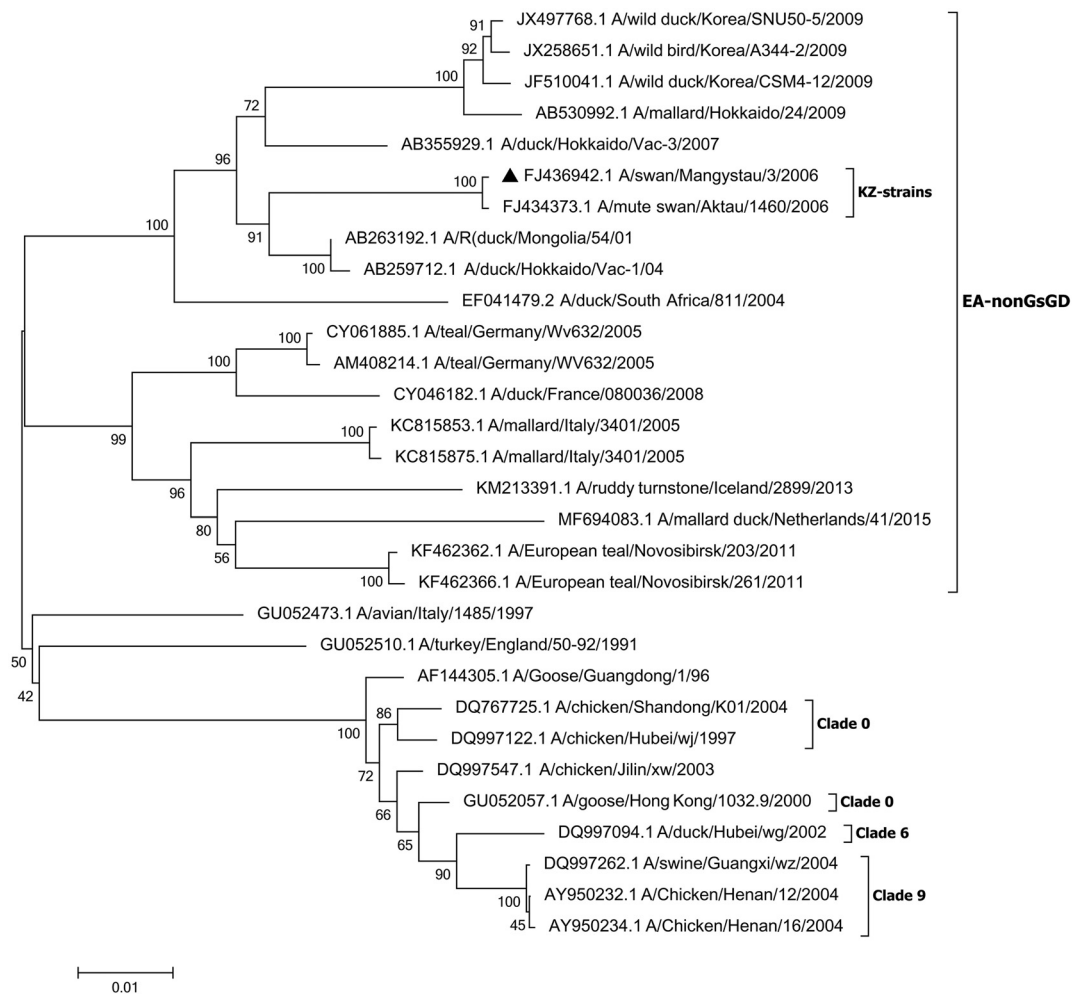 91
JX497768.1 A/wild duck/Korea/SNU50-5/2009
92
JX258651.1 A/wild bird/Korea/A344-2/2009
100
JF510041.1 A/wild duck/Korea/CSM4-12/2009
72
AB530992.1 A/mallard/Hokkaido/24/2009
96
AB355929.1 A/duck/Hokkaido/Vac-3/2007
100
▲ FJ436942.1 A/swan/Mangystau/3/2006
KZ-strains
FJ434373.1 A/mute swan/Aktau/1460/2006
100
91
AB263192.1 A/R(duck/Mongolia/54/01
100
AB259712.1 A/duck/Hokkaido/Vac-1/04
EF041479.2 A/duck/South Africa/811/2004
EA-nonGsGD
100
CY061885.1 A/teal/Germany/Wv632/2005
100
AM408214.1 A/teal/Germany/WV632/2005
CY046182.1 A/duck/France/080036/2008
99
100
KC815853.1 A/mallard/Italy/3401/2005
KC815875.1 A/mallard/Italy/3401/2005
96
KM213391.1 A/ruddy turnstone/Iceland/2899/2013
80
MF694083.1 A/mallard duck/Netherlands/41/2015
56
KF462362.1 A/European teal/Novosibirsk/203/2011
100
KF462366.1 A/European teal/Novosibirsk/261/2011
GU052473.1 A/avian/Italy/1485/1997
50
GU052510.1 A/turkey/England/50-92/1991
42
AF144305.1 A/Goose/Guangdong/1/96
100
86
DQ767725.1 A/chicken/Shandong/K01/2004
Clade 0
DQ997122.1 A/chicken/Hubei/wj/1997
72
DQ997547.1 A/chicken/Jilin/xw/2003
66
GU052057.1 A/goose/Hong Kong/1032.9/2000
Clade 0
65
DQ997094.1 A/duck/Hubei/wg/2002
Clade 6
90
DQ997262.1 A/swine/Guangxi/wz/2004
100
AY950232.1 A/Chicken/Henan/12/2004
Clade 9
45
AY950234.1 A/Chicken/Henan/16/2004
0.01